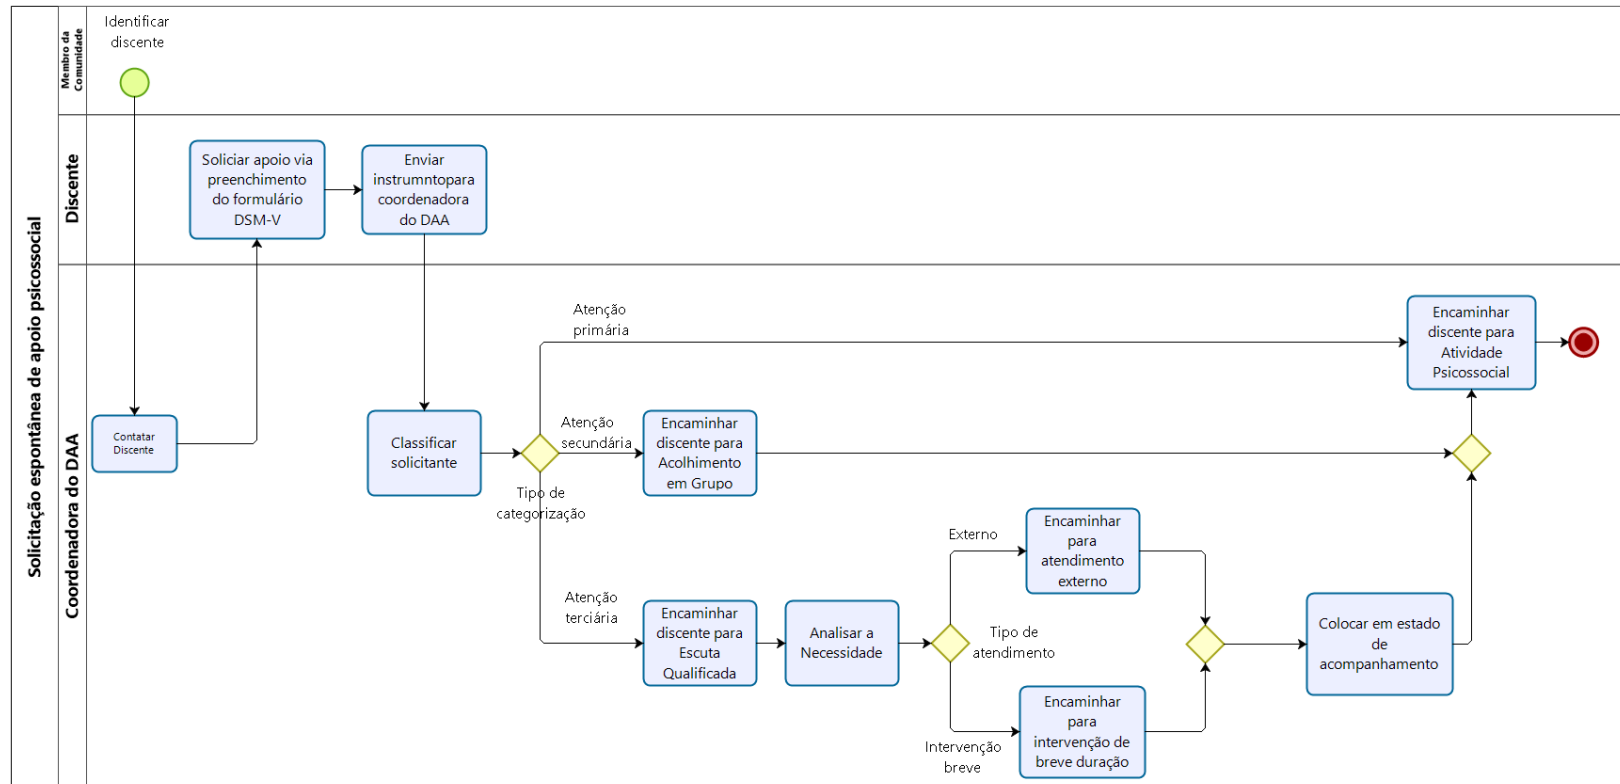 Solicitação espontânea de apoio psicossocial
Membro da
Comunidade
Identificar
discente
Discente
Soliciar apoio via
preenchimento
do formulário
DSM-V
Enviar
instrumntopara
coordenadora
do DAA
Coordenadora do DAA
Contatar
Discente
Classificar
solicitante
Tipo de
categorização
Atenção
primária
Atenção
secundária
Encaminhar
discente para
Acolhimento
em Grupo
Atenção
terciária
Encaminhar
discente para
Escuta
Qualificada
Analisar a
Necessidade
Tipo de
atendimento
Externo
Encaminhar
para
atendimento
externo
Intervenção
breve
Encaminhar
para
intervenção de
breve duração
Colocar em estado
de
acompanhamento
Encaminhar
discente para
Atividade
Psicossocial